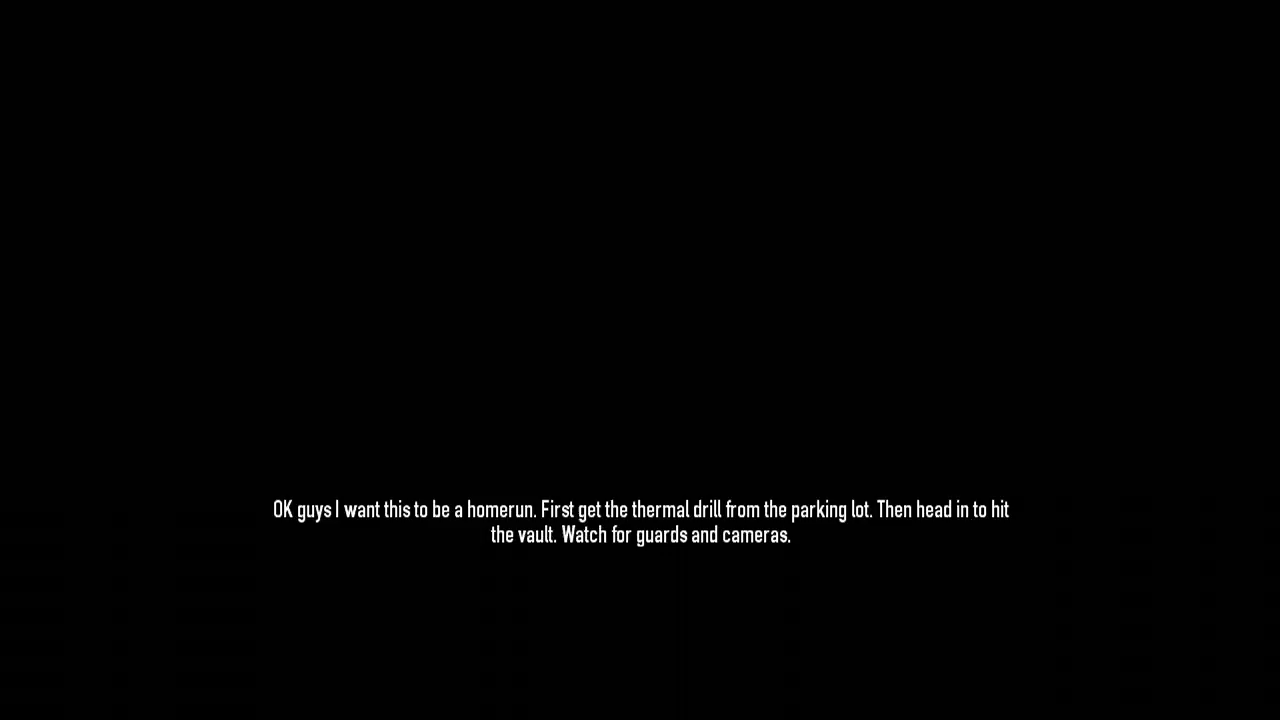 OK guys I want this to be a homerun. First get the thermal drill from the parking lot. Then head in to hit
the vault. Watch for guards and cameras.